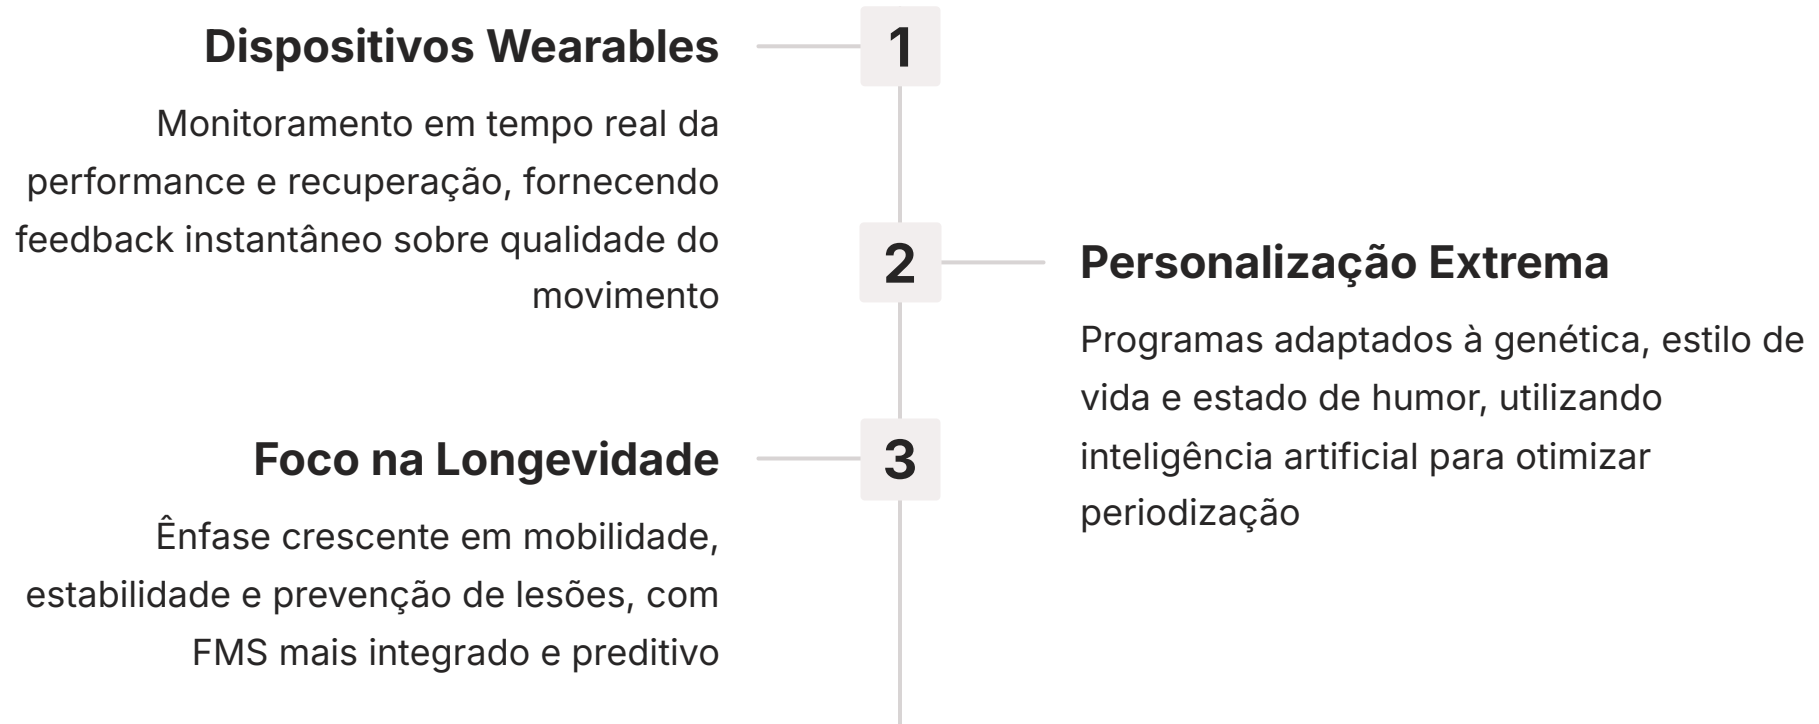 Dispositivos Wearables
1
Monitoramento em tempo real da
performance e recuperação, fornecendo
feedback instantâneo sobre qualidade do
movimento
2
Personalização Extrema
Programas adaptados à genética, estilo de
vida e estado de humor, utilizando
inteligência artificial para otimizar
periodização
Foco na Longevidade
3
Ênfase crescente em mobilidade,
estabilidade e prevenção de lesões, com
FMS mais integrado e preditivo